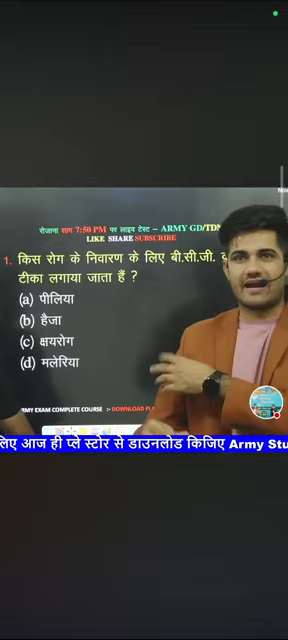 रोजाना साम 7:50 PM पर लाइव टेस्ट – ARMY GD/TDN
LIKE SHARE SUBSCRIBE
1. किस रोग के निवारण के लिए बी.सी.जी.
टीका लगाया जाता हैं ?
(a) पीलिया
(b) हैजा
(c) क्षयरोग
(d) मलेरिया
RMY EXAM COMPLETE COURSE :- DOWNLOAD
लिए आज ही प्ले स्टोर से डाउनलोड किजिए Army Stu